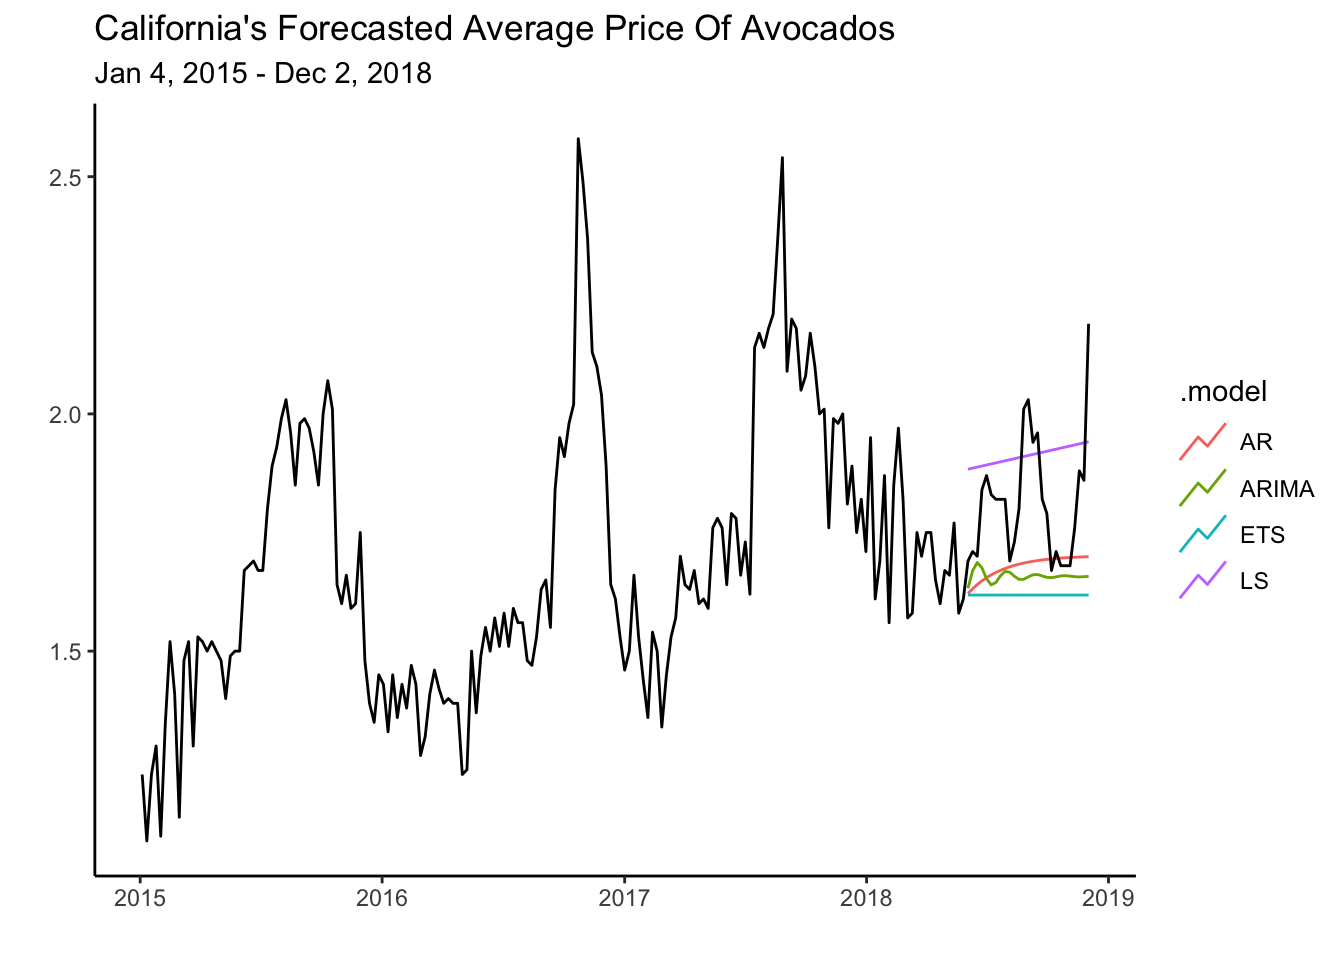 California's Forecasted Average Price Of Avocados
Jan 4, 2015 - Dec 2, 2018
2.5
2.0
1.5
2015
2016
2017
2018
2019
.model
AR
ARIMA
ETS
LS